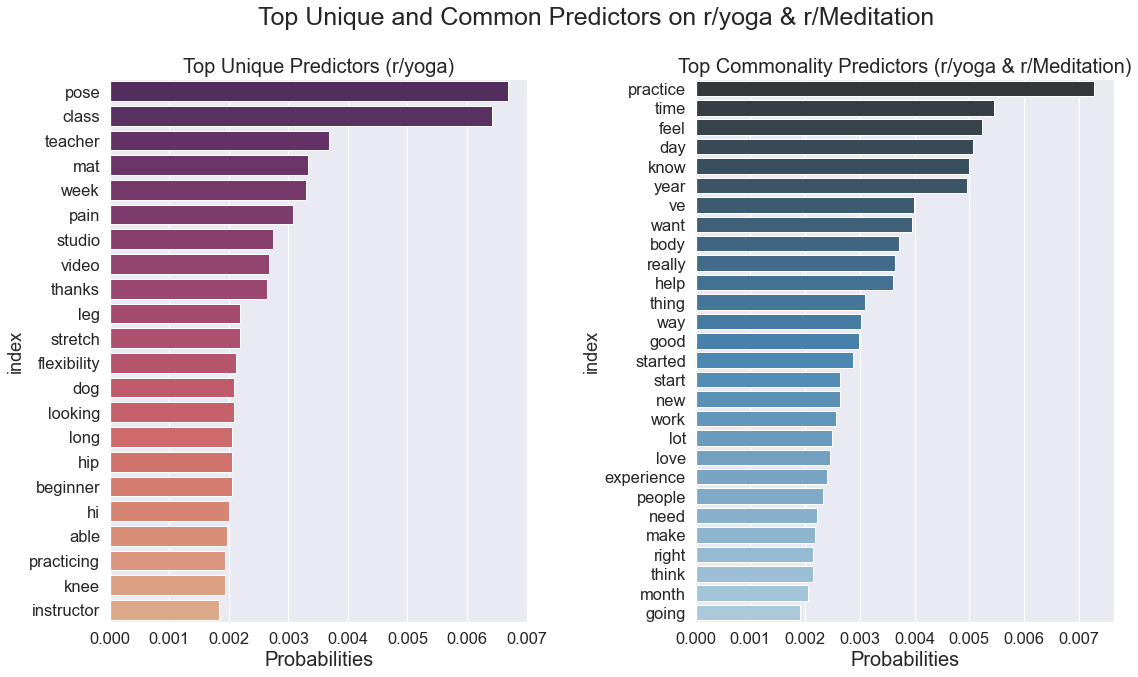 Top Unique and Common Predictors on r/yoga & r/Meditation
Top Unique Predictors (r/yoga)
index
pose
class
teacher
mat
week
pain
studio
video
thanks
leg
stretch
flexibility
dog
looking
long
hip
beginner
hi
able
practicing
knee
instructor
0.000 0.001 0.002 0.003 0.004 0.005 0.006 0.007
Probabilities
Top Commonality Predictors (r/yoga & r/Meditation)
index
practice
time
feel
day
know
year
ve
want
body
really
help
thing
way
good
started
start
new
work
lot
love
experience
people
need
make
right
think
month
going
0.000 0.001 0.002 0.003 0.004 0.005 0.006 0.007
Probabilities